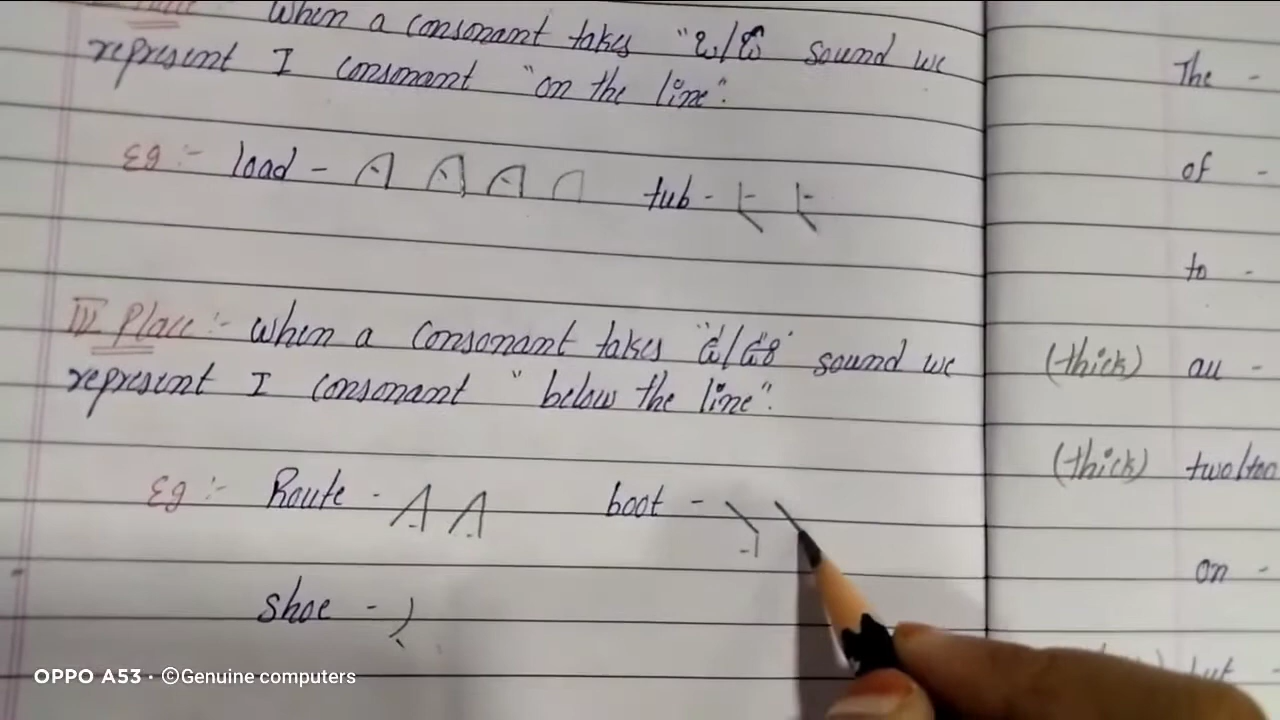 When a consonant takes "
sound we
represent I consonant "on the line".
Eg :- load - tub -
III Place :- When a consonant takes
sound we
represent I consonant "below the line".
Eg :- Route - boot -
shoe -
The -
of -
to -
(thick) au -
(thick) two/too
on -
but -
OPPO A53 · ©Genuine computers